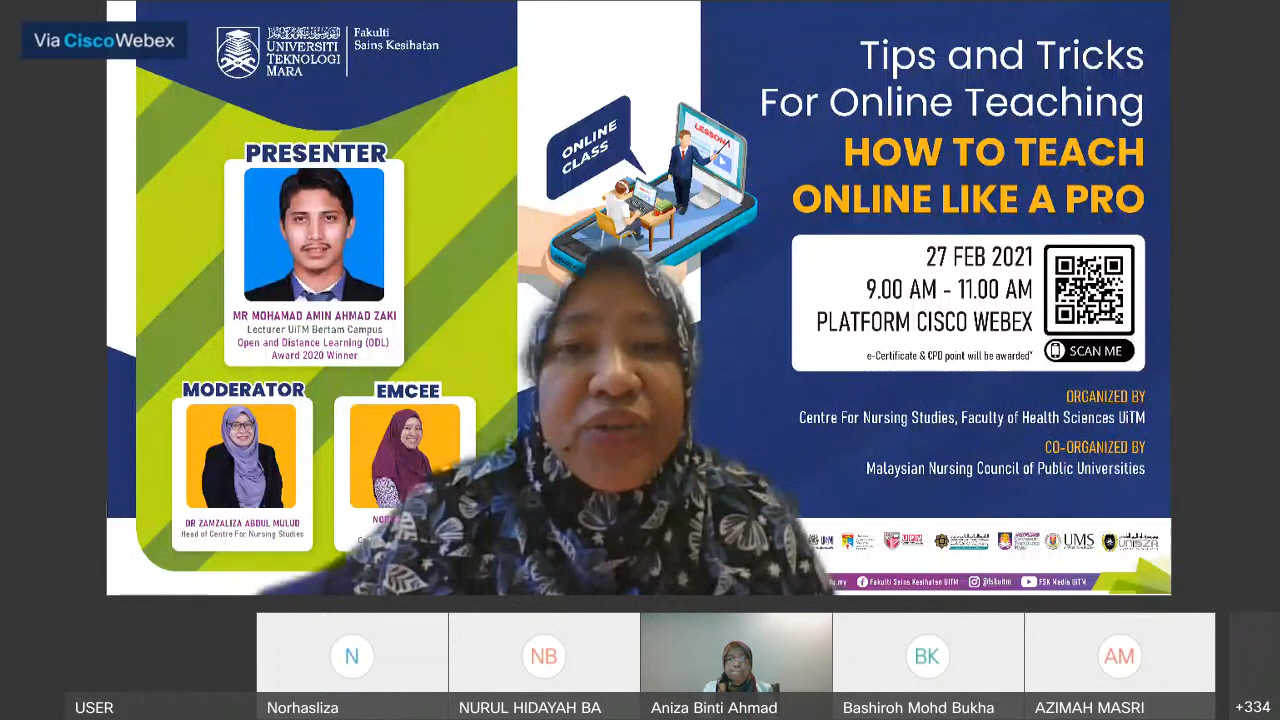 Via Cisco Webex
UNIVERSITI
TEKNOLOGI
MARA
Fakulti
Sains Kesihatan
PRESENTER
MR MOHAMAD AMIN AHMAD ZAKI
Lecturer UiTM Bertam Campus
Open and Distance Learning (ODL)
Award 2020 Winner
MODERATOR
DR ZAMZALIZA ABDUL MULUD
Head of Centre For Nursing Studies
EMCEE
ONLINE
CLASS
LESSON
Tips and Tricks
For Online Teaching
HOW TO TEACH
ONLINE LIKE A PRO
27 FEB 2021
9.00 AM - 11.00 AM
PLATFORM CISCO WEBEX
e-Certificate & CPD point will be awarded*
SCAN ME
ORGANIZED BY
Centre For Nursing Studies, Faculty of Health Sciences UiTM
CO-ORGANIZED BY
Malaysian Nursing Council of Public Universities
UPM
UMS
UNISZA
Fakulti Sains Kesihatan UiTM
@fskuitm
FSK Media UiTM
N
NB
BK
AM
USER
Norhasliza
NURUL HIDAYAH BA
Aniza Binti Ahmad
Bashiroh Mohd Bukha
AZIMAH MASRI
+334